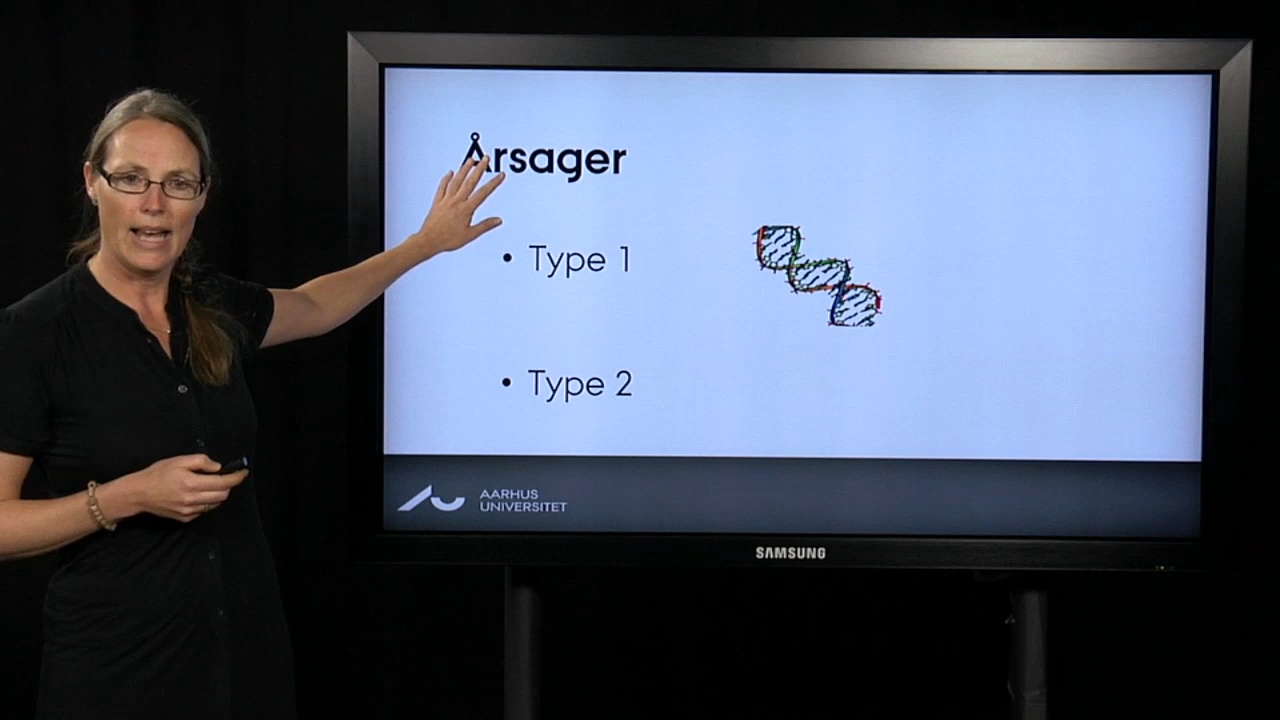 Årsager
• Type 1
• Type 2
AARHUS
UNIVERSITET
SAMSUNG